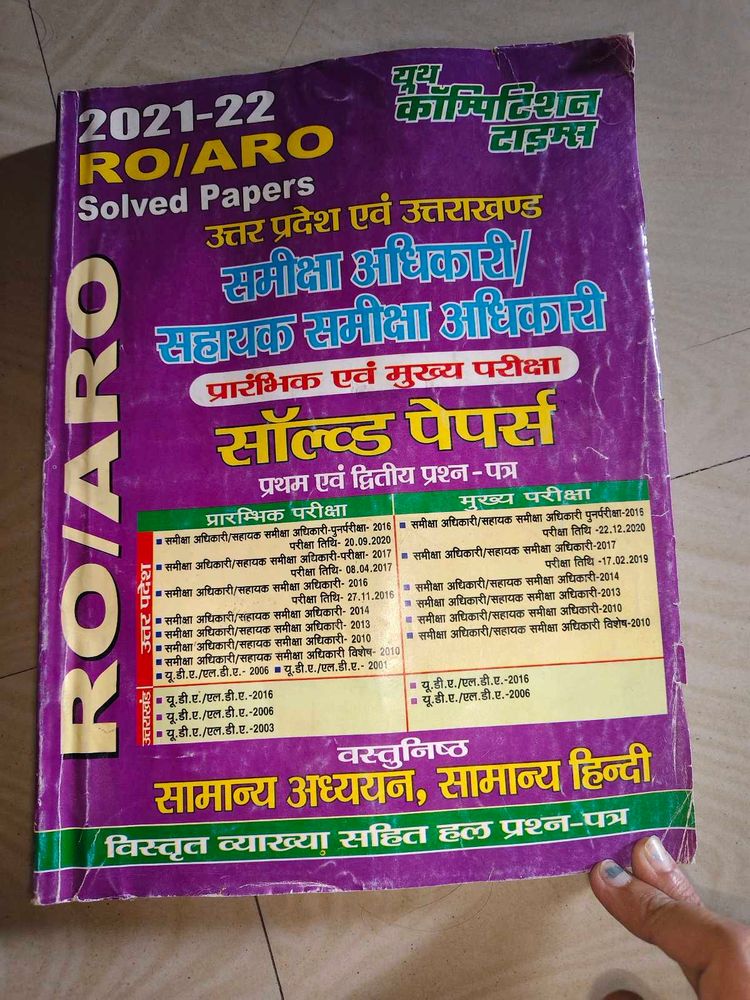 2021-22
RO/ARO
Solved Papers
यूथ
कॉम्पिटिशन
टाइम्स
RO/ARO
उत्तर प्रदेश एवं उत्तराखण्ड
समीक्षा अधिकारी/
सहायक समीक्षा अधिकारी
प्रारंभिक एवं मुख्य परीक्षा
सॉल्व्ड पेपर्स
प्रथम एवं द्वितीय प्रश्न-पत्र
प्रारम्भिक परीक्षा
उत्तर प्रदेश
समीक्षा अधिकारी/सहायक समीक्षा अधिकारी-पुनर्परीक्षा- 2016
परीक्षा तिथि- 20.09.2020
समीक्षा अधिकारी/सहायक समीक्षा अधिकारी-परीक्षा- 2017
परीक्षा तिथि- 08.04.2017
समीक्षा अधिकारी/सहायक समीक्षा अधिकारी- 2016
परीक्षा तिथि- 27.11.2016
समीक्षा अधिकारी/सहायक समीक्षा अधिकारी- 2014
समीक्षा अधिकारी/सहायक समीक्षा अधिकारी- 2013
समीक्षा अधिकारी/सहायक समीक्षा अधिकारी- 2010
समीक्षा अधिकारी/सहायक समीक्षा अधिकारी विशेष- 2010
यू.डी.ए./एल.डी.ए.- 2006 यू.डी.ए./एल.डी.ए.- 2001
उत्तराखंड
यू.डी.ए./एल.डी.ए.-2016
यू.डी.ए./एल.डी.ए.-2006
यू.डी.ए./एल.डी.ए.-2003
मुख्य परीक्षा
समीक्षा अधिकारी/सहायक समीक्षा अधिकारी पुनर्परीक्षा-2016
परीक्षा तिथि -22.12.2020
समीक्षा अधिकारी/सहायक समीक्षा अधिकारी-2017
परीक्षा तिथि -17.02.2019
समीक्षा अधिकारी/सहायक समीक्षा अधिकारी-2014
समीक्षा अधिकारी/सहायक समीक्षा अधिकारी-2013
समीक्षा अधिकारी/सहायक समीक्षा अधिकारी-2010
समीक्षा अधिकारी/सहायक समीक्षा अधिकारी विशेष-2010
यू.डी.ए./एल.डी.ए.-2016
यू.डी.ए./एल.डी.ए.-2006
वस्तुनिष्ठ
सामान्य अध्ययन, सामान्य हिन्दी
विस्तृत व्याख्या सहित हल प्रश्न-पत्र